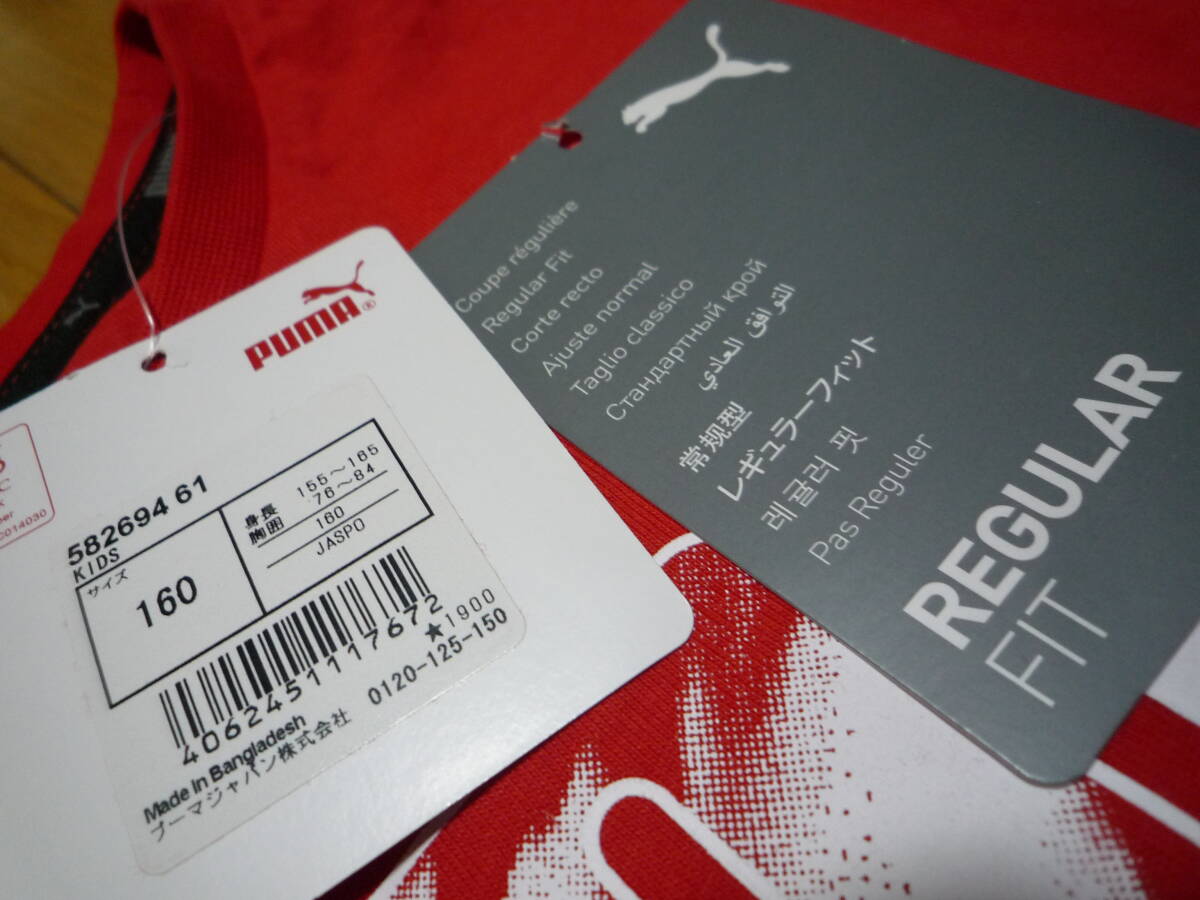 PUMA®
582694 61
KIDS
サイズ
160
身長 155～165
胸囲 76～84
160
JASPO
4062451117672
★1900
Made In Bangladesh
プーマジャパン株式会社 0120-125-150
C014030
Coupe régulière
Regular Fit
Corte recto
Ajuste normal
Taglio classico
Стандартный крой
التوافق العادي
常规型
レギュラーフィット
레귤러 핏
Pas Reguler
REGULAR
FIT